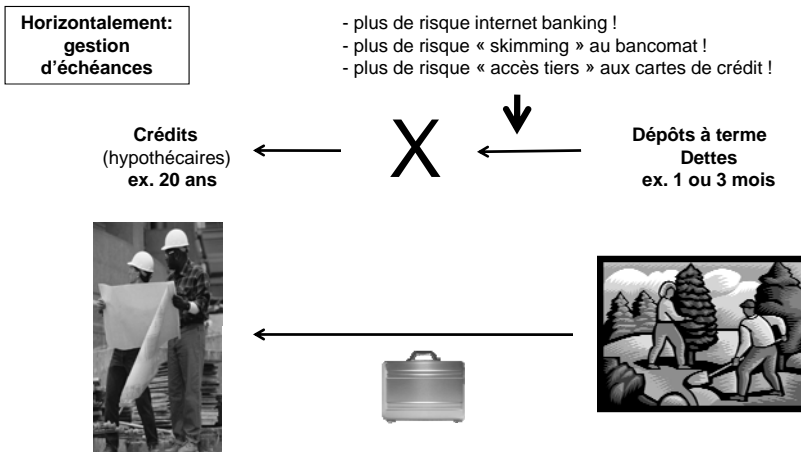 Horizontalement:
gestion
d'échéances
- plus de risque internet banking !
- plus de risque « skimming » au bancomat !
- plus de risque « accès tiers » aux cartes de crédit !
Crédits
(hypothécaires)
ex. 20 ans
X
Dépôts à terme
Dettes
ex. 1 ou 3 mois